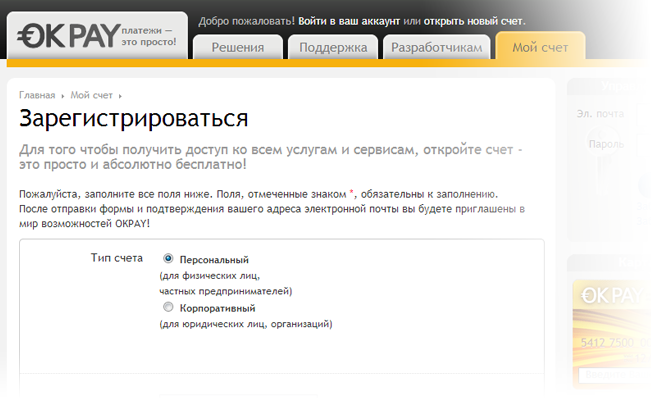 Добро пожаловать! Войти в ваш аккаунт или открыть новый счет.
OKPAY платежи —
это просто!
Решения
Поддержка
Разработчикам
Мой счет
Главная ▸ Мой счет ▸
Зарегистрироваться
Для того чтобы получить доступ ко всем услугам и сервисам, откройте счет -
это просто и абсолютно бесплатно!
Пожалуйста, заполните все поля ниже. Поля, отмеченные знаком *, обязательны к заполнению.
После отправки формы и подтверждения вашего адреса электронной почты вы будете приглашены в
мир возможностей OKPAY!
Тип счета
Персональный
(для физических лиц,
частных предпринимателей)
Корпоративный
(для юридических лиц, организаций)
Эл. почта
Пароль
OKPAY
5412 7500